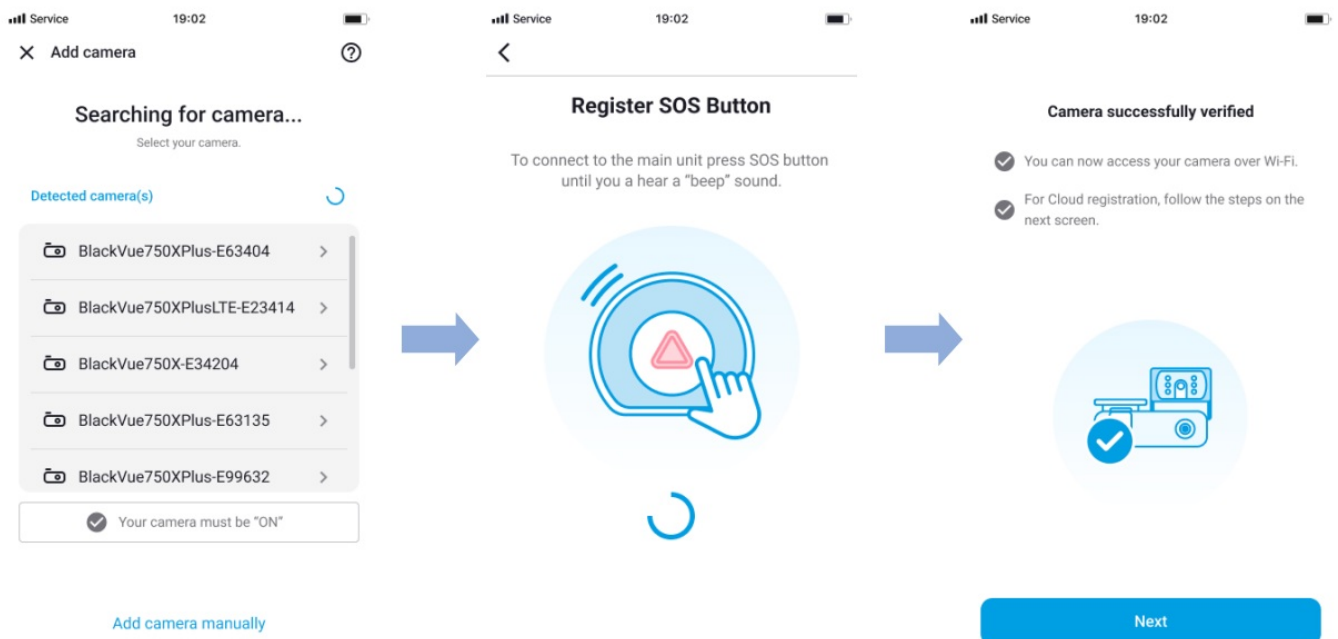 Service 19:02
Add camera
Searching for camera...
Select your camera.
Detected camera(s)
BlackVue750XPlus-E63404
BlackVue750XPlusLTE-E23414
BlackVue750X-E34204
BlackVue750XPlus-E63135
BlackVue750XPlus-E99632
Your camera must be "ON"
Add camera manually
Service 19:02
Register SOS Button
To connect to the main unit press SOS button
until you a hear a “beep” sound.
Service 19:02
Camera successfully verified
You can now access your camera over Wi-Fi.
For Cloud registration, follow the steps on the
next screen.
Next